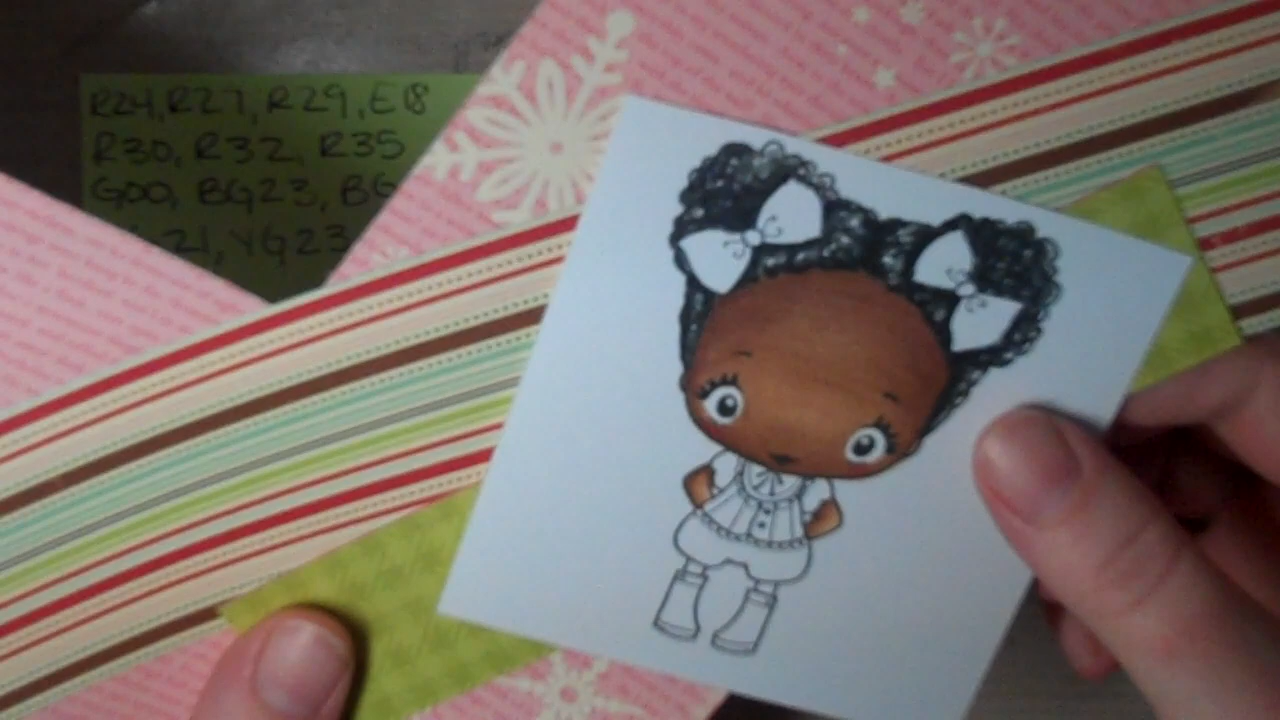 R24, R27, R29, E18
R30, R32, R35
G00, BG23, BG
21, YG23